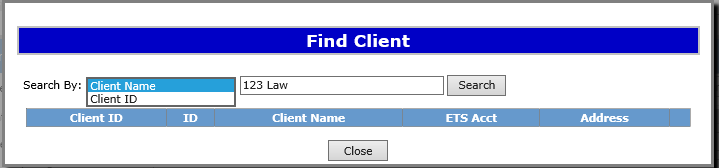 Find Client
Search By: Client Name 123 Law Search
Client ID
Client ID ID Client Name ETS Acct Address
Close